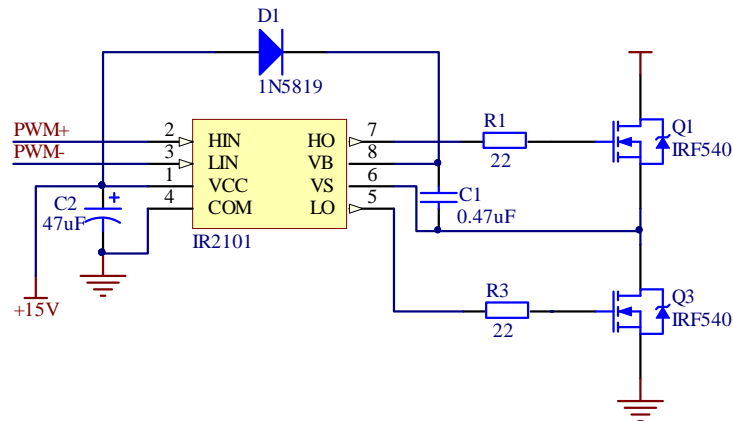 D1
1N5819
PWM+ 2 HIN HO 7 R1 Q1
PWM- 3 LIN VB 8 22 IRF540
1 VCC VS 6 C1
C2 4 COM LO 5 0.47uF
47uF IR2101
+15V R3 Q3
22 IRF540